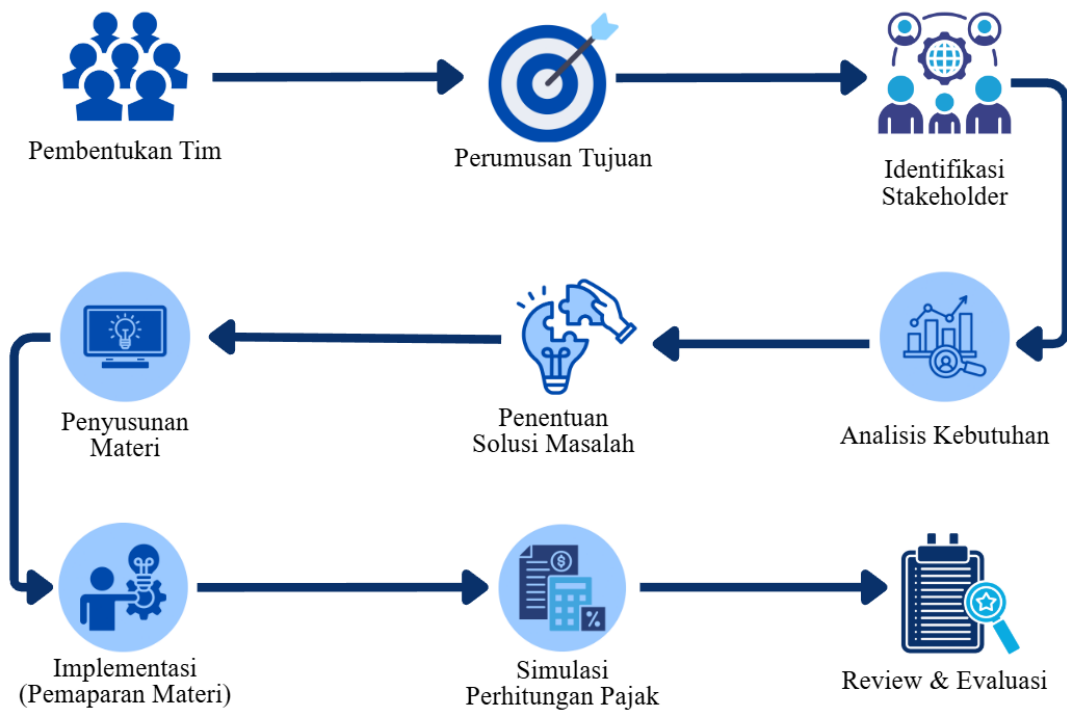 Pembentukan Tim
Perumusan Tujuan
Identifikasi
Stakeholder
Analisis Kebutuhan
Penentuan
Solusi Masalah
Penyusunan
Materi
Implementasi
(Pemaparan Materi)
$
%
Simulasi
Perhitungan Pajak
Review & Evaluasi